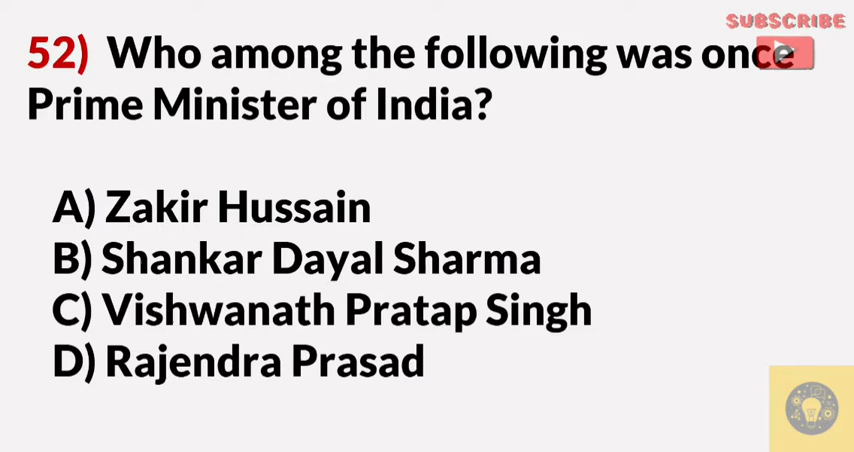 SUBSCRIBE
52) Who among the following was once
Prime Minister of India?
A) Zakir Hussain
B) Shankar Dayal Sharma
C) Vishwanath Pratap Singh
D) Rajendra Prasad